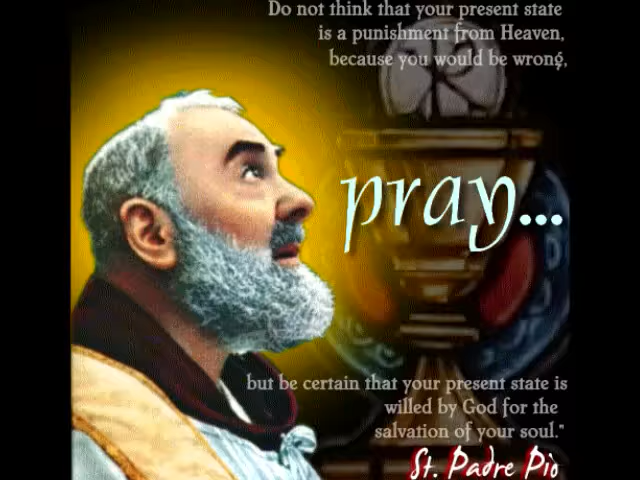 Do not think that your present state
is a punishment from Heaven,
because you would be wrong,
pray...
but be certain that your present state is
willed by God for the
salvation of your soul."
St. Padre Pio